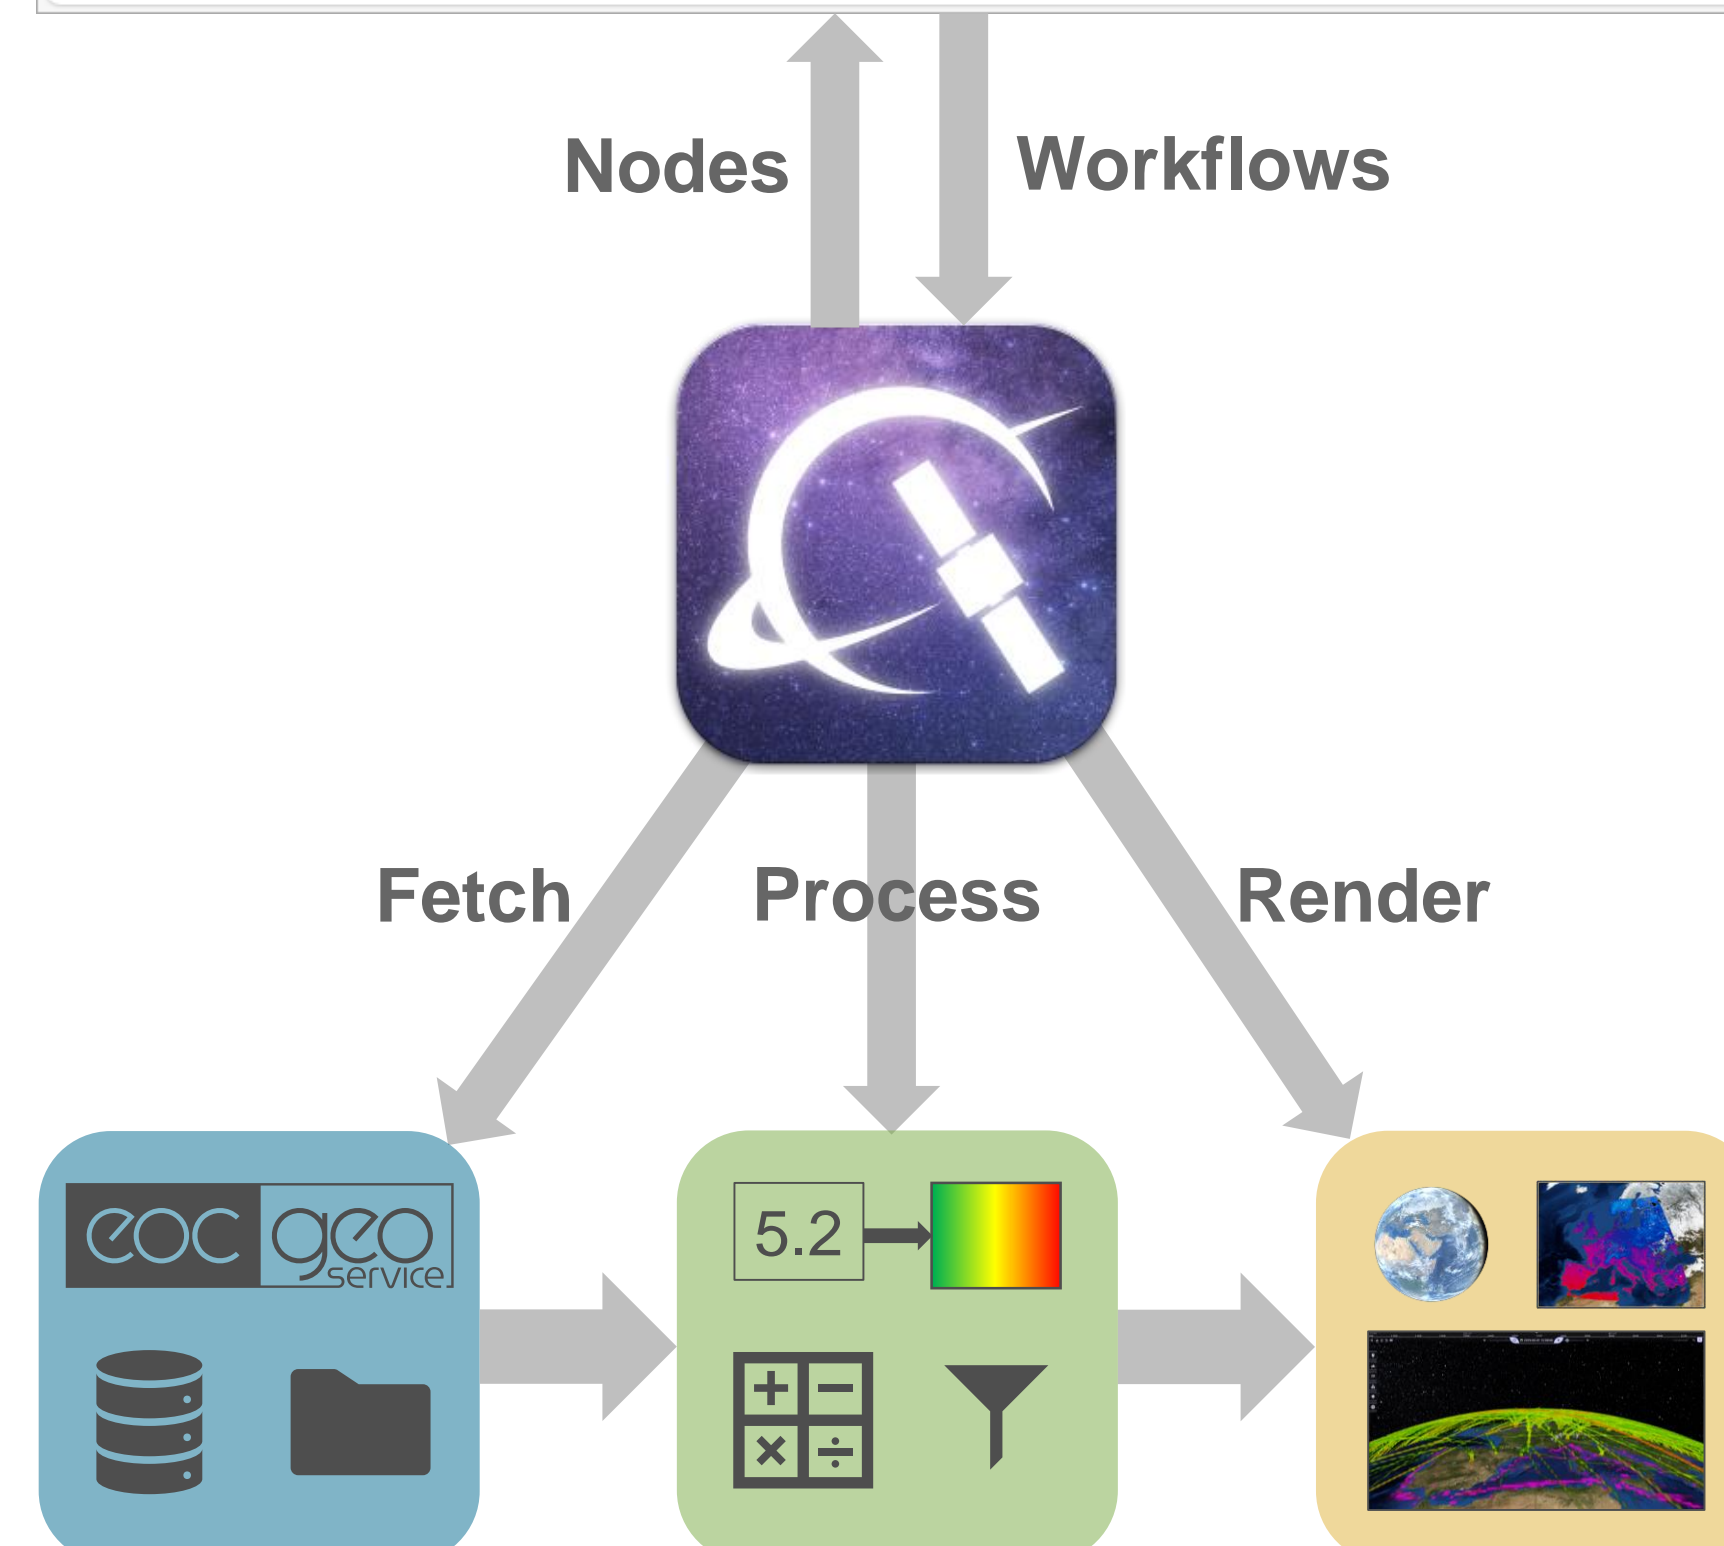 Nodes
Workflows
Fetch
Process
Render
eoc geo
service
5.2